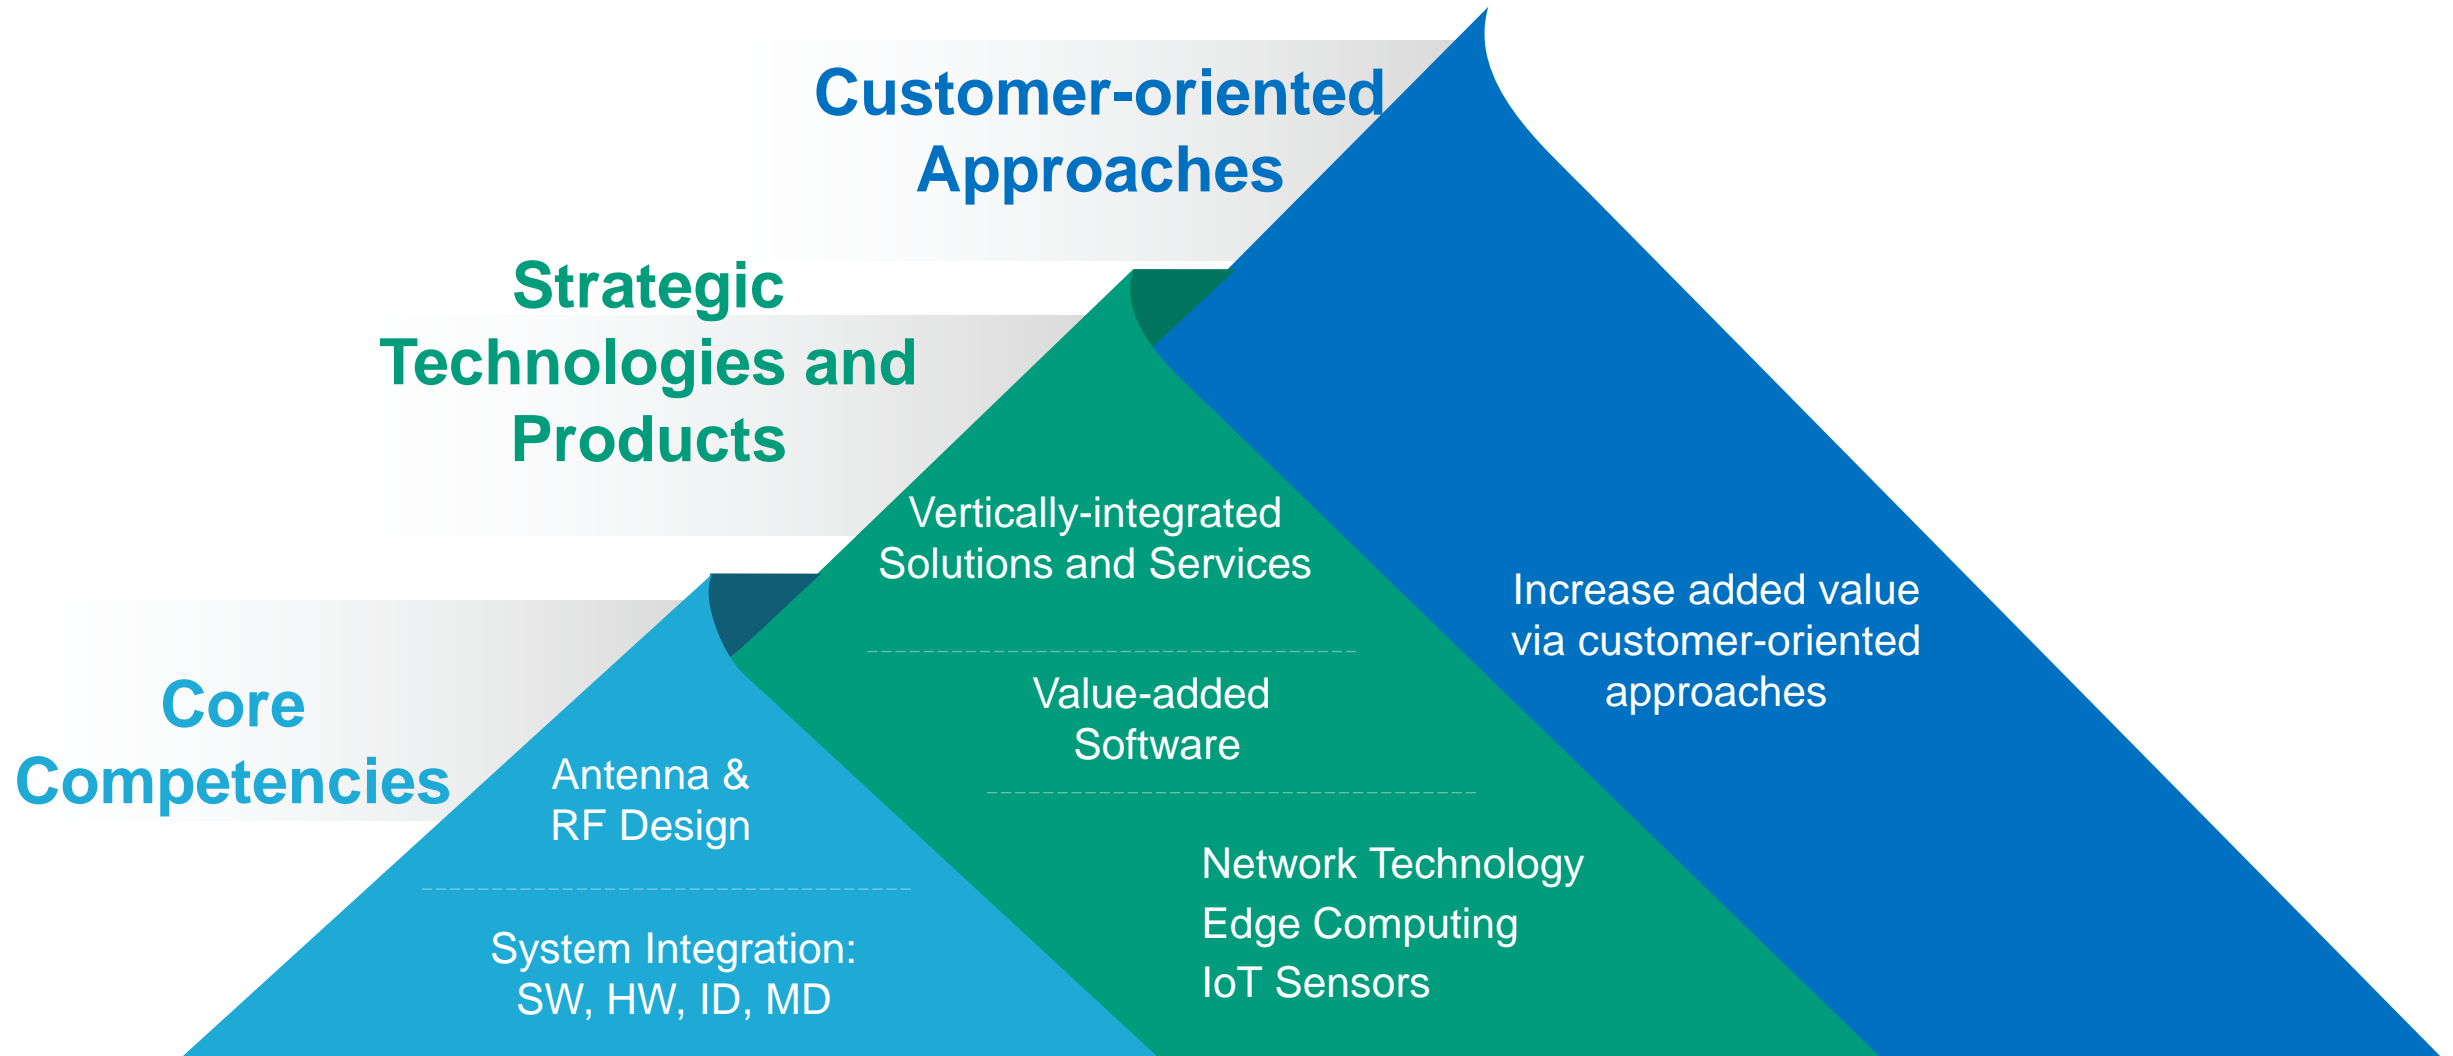 Customer-oriented
Approaches
Strategic
Technologies and
Products
Core
Competencies
Antenna &
RF Design
System Integration:
SW, HW, ID, MD
Vertically-integrated
Solutions and Services
Value-added
Software
Network Technology
Edge Computing
IoT Sensors
Increase added value
via customer-oriented
approaches